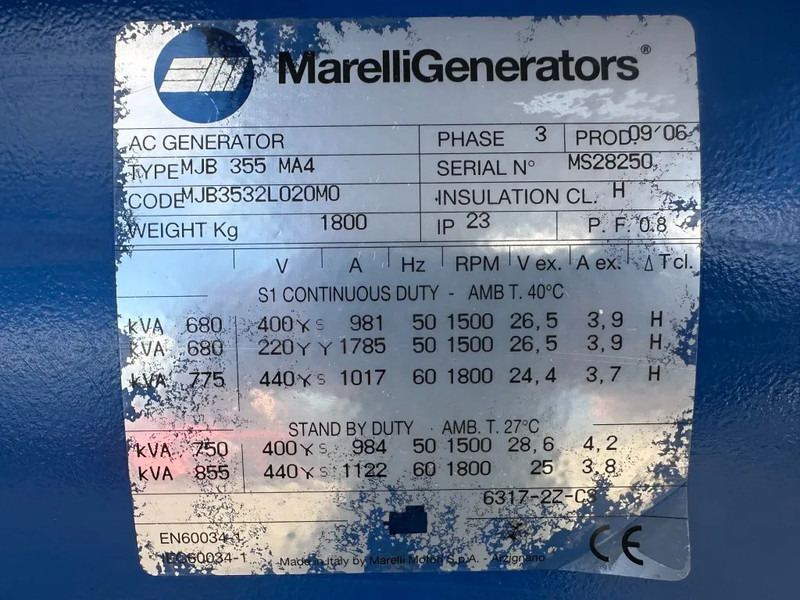 MarelliGenerators®
AC GENERATOR PHASE 3 PROD. 09/06
TYPE MJB 355 MA4 SERIAL N° MS28250
CODE MJB3532L020M0 INSULATION CL. H
WEIGHT Kg 1800 IP 23 P. F. 0.8
V A Hz RPM V ex. A ex. Δ T cl.
S1 CONTINUOUS DUTY - AMB T. 40°C
kVA 680 400 Y S 981 50 1500 26,5 3,9 H
kVA 680 220 Y Y 1785 50 1500 26,5 3,9 H
kVA 775 440 Y S 1017 60 1800 24,4 3,7 H
STAND BY DUTY - AMB. T. 27°C
kVA 750 400 Y S 984 50 1500 28,6 4,2
kVA 855 440 Y S 1122 60 1800 25 3,8
6317-2Z-C3
EN60034-1
IEC60034-1 Made in Italy by Marelli Motori S.p.A. Arzignano CE